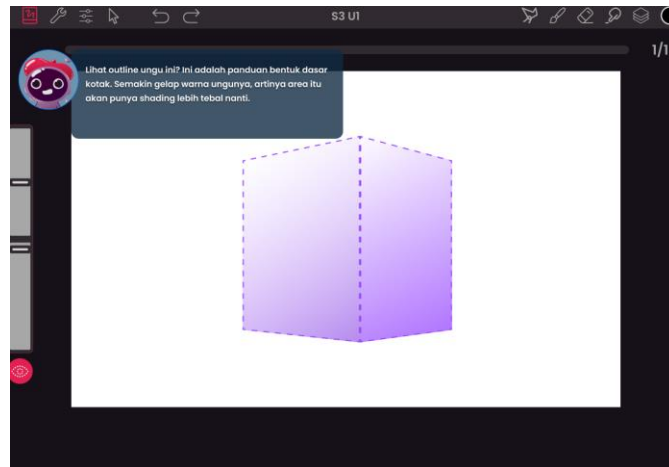 S3 U1
1/1
Lihat outline ungu ini? Ini adalah panduan bentuk dasar
kotak. Semakin gelap warna ungunya, artinya area itu
akan punya shading lebih tebal nanti.